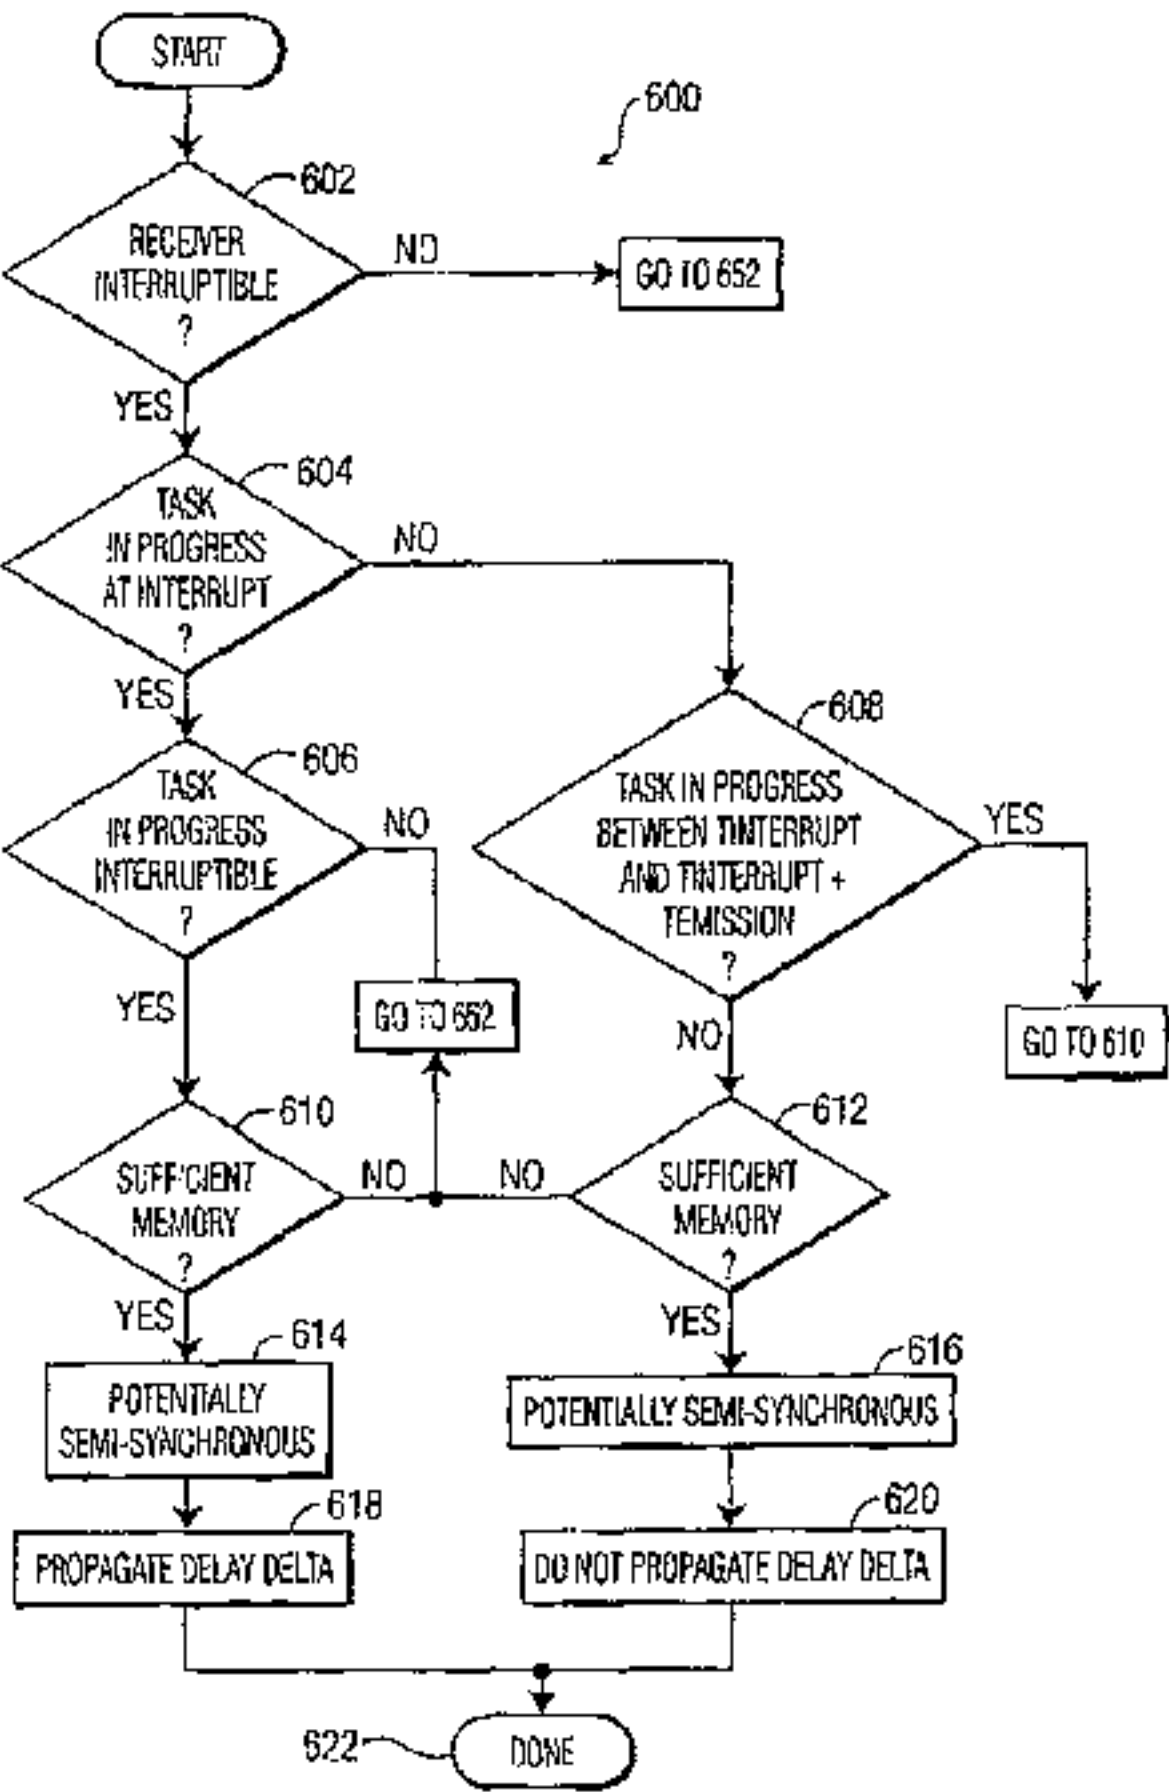 START
600
602
RECEIVER
INTERRUPTIBLE
?
NO
GO TO 652
YES
604
TASK
IN PROGRESS
AT INTERRUPT
?
NO
YES
606
TASK
IN PROGRESS
INTERRUPTIBLE
?
NO
608
TASK IN PROGRESS
BETWEEN TINTERRUPT
AND TINTERRUPT +
TEMISSION
?
YES
YES
GO TO 652
NO
GO TO 610
610
SUFFICIENT
MEMORY
?
NO
NO
612
SUFFICIENT
MEMORY
?
YES
YES
614
POTENTIALLY
SEMI-SYNCHRONOUS
616
POTENTIALLY SEMI-SYNCHRONOUS
618
PROPAGATE DELAY DELTA
620
DO NOT PROPAGATE DELAY DELTA
622
DONE